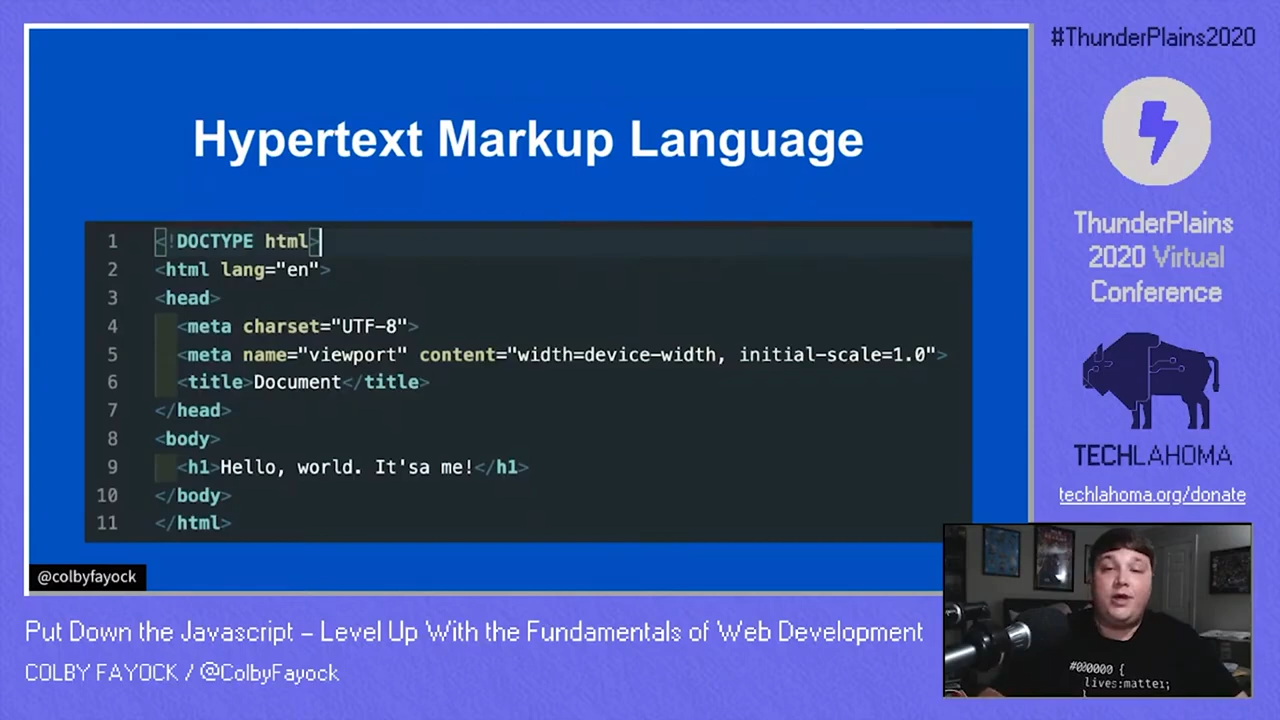 Hypertext Markup Language
1 <!DOCTYPE html>
2 <html lang="en">
3 <head>
4 <meta charset="UTF-8">
5 <meta name="viewport" content="width=device-width, initial-scale=1.0">
6 <title>Document</title>
7 </head>
8 <body>
9 <h1>Hello, world. It'sa me!</h1>
10 </body>
11 </html>
@colbyfayock
Put Down the Javascript – Level Up With the Fundamentals of Web Development
COLBY FAYOCK / @ColbyFayock
#ThunderPlains2020
ThunderPlains
2020 Virtual
Conference
TECHLAHOMA
techlahoma.org/donate
#000000 {
lives:matter;
}